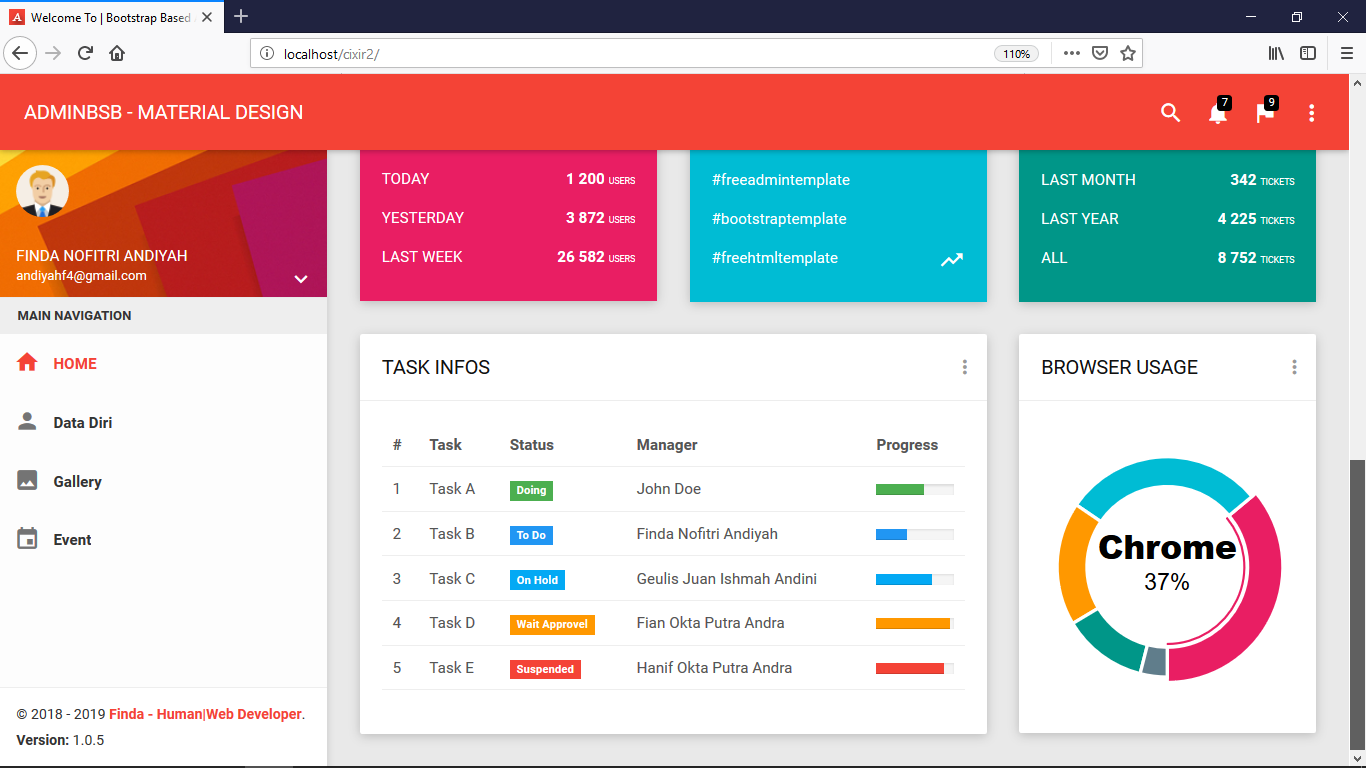 Welcome To | Bootstrap Based
localhost/cixir2/
110%
ADMINBSB - MATERIAL DESIGN
7
9
FINDA NOFITRI ANDIYAH
andiyahf4@gmail.com
MAIN NAVIGATION
HOME
Data Diri
Gallery
Event
© 2018 - 2019 Finda - Human|Web Developer.
Version: 1.0.5
TODAY 1 200 USERS
YESTERDAY 3 872 USERS
LAST WEEK 26 582 USERS
#freeadmintemplate
#bootstraptemplate
#freehtmltemplate
LAST MONTH 342 TICKETS
LAST YEAR 4 225 TICKETS
ALL 8 752 TICKETS
TASK INFOS
# Task Status Manager Progress
1 Task A Doing John Doe
2 Task B To Do Finda Nofitri Andiyah
3 Task C On Hold Geulis Juan Ishmah Andini
4 Task D Wait Approvel Fian Okta Putra Andra
5 Task E Suspended Hanif Okta Putra Andra
BROWSER USAGE
Chrome
37%